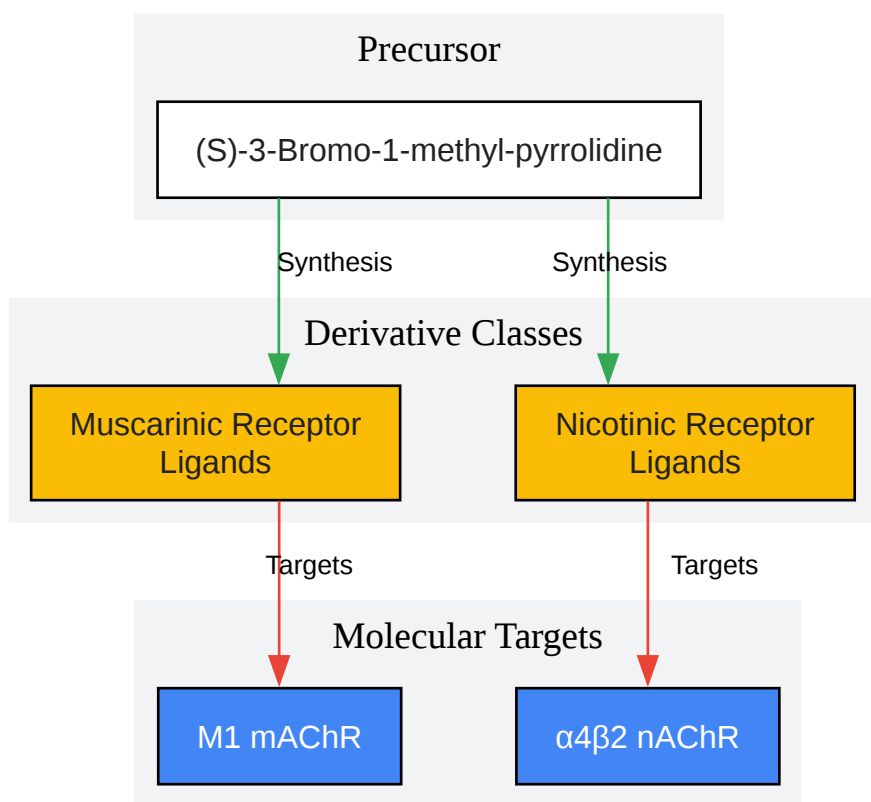 Precursor
(S)-3-Bromo-1-methyl-pyrrolidine
Synthesis
Synthesis
Derivative Classes
Muscarinic Receptor
Ligands
Nicotinic Receptor
Ligands
Targets
Targets
Molecular Targets
M1 mAChR
α4β2 nAChR